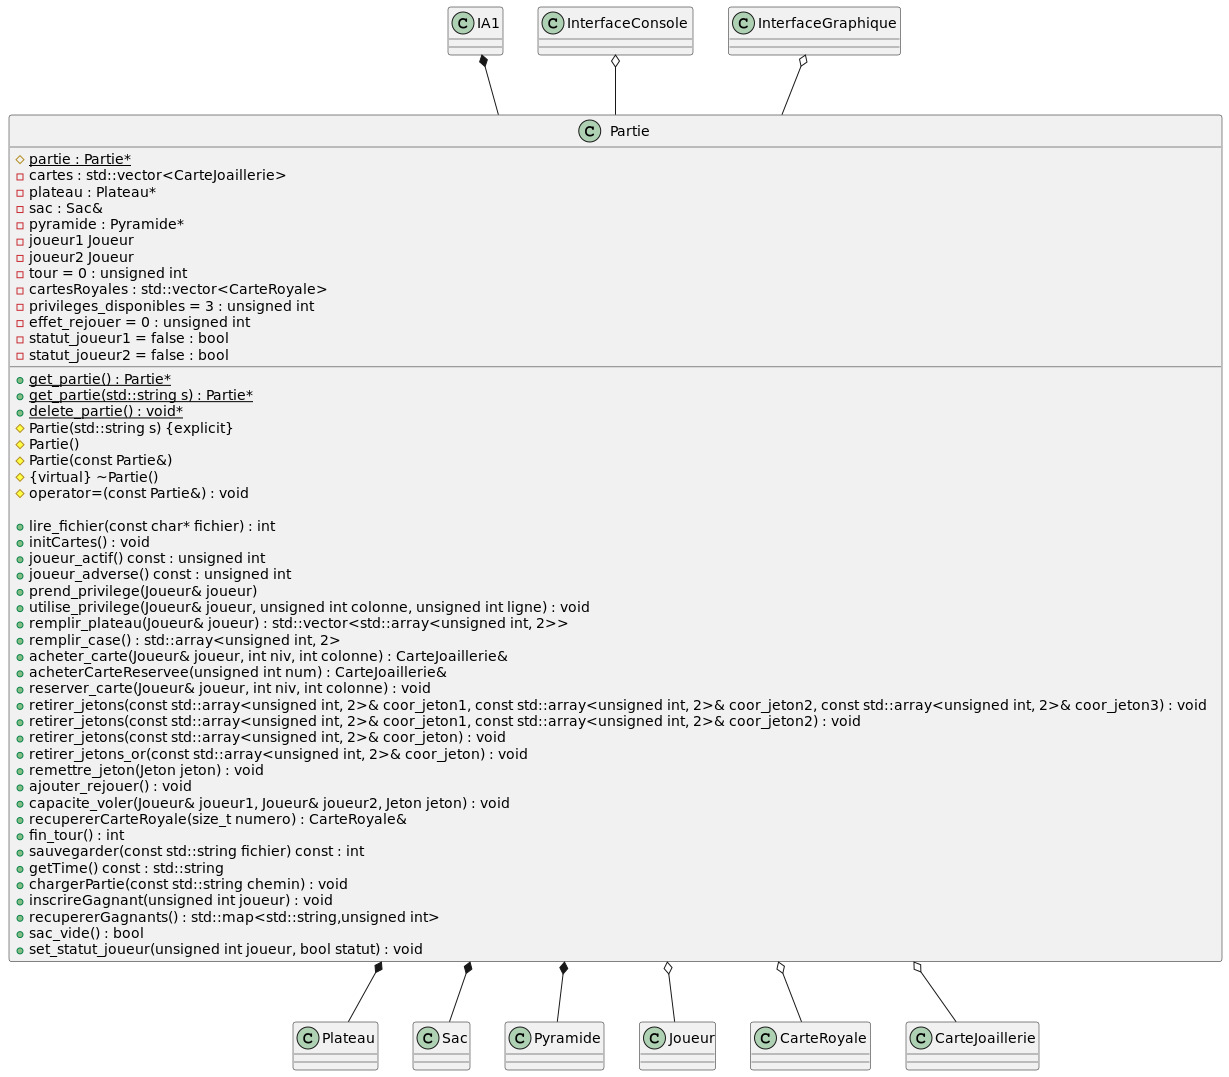 IA1
InterfaceConsole
InterfaceGraphique
Partie
partie : Partie*
cartes : std::vector<CarteJoaillerie>
plateau : Plateau*
sac : Sac&
pyramide : Pyramide*
joueur1 Joueur
joueur2 Joueur
tour = 0 : unsigned int
cartesRoyales : std::vector<CarteRoyale>
privileges_disponibles = 3 : unsigned int
effet_rejouer = 0 : unsigned int
statut_joueur1 = false : bool
statut_joueur2 = false : bool
get_partie() : Partie*
get_partie(std::string s) : Partie*
delete_partie() : void*
Partie(std::string s) {explicit}
Partie()
Partie(const Partie&)
{virtual} ~Partie()
operator=(const Partie&) : void
lire_fichier(const char* fichier) : int
initCartes() : void
joueur_actif() const : unsigned int
joueur_adverse() const : unsigned int
prend_privilege(Joueur& joueur)
utilise_privilege(Joueur& joueur, unsigned int colonne, unsigned int ligne) : void
remplir_plateau(Joueur& joueur) : std::vector<std::array<unsigned int, 2>>
remplir_case() : std::array<unsigned int, 2>
acheter_carte(Joueur& joueur, int niv, int colonne) : CarteJoaillerie&
acheterCarteReservee(unsigned int num) : CarteJoaillerie&
reserver_carte(Joueur& joueur, int niv, int colonne) : void
retirer_jetons(const std::array<unsigned int, 2>& coor_jeton1, const std::array<unsigned int, 2>& coor_jeton2, const std::array<unsigned int, 2>& coor_jeton3) : void
retirer_jetons(const std::array<unsigned int, 2>& coor_jeton1, const std::array<unsigned int, 2>& coor_jeton2) : void
retirer_jetons(const std::array<unsigned int, 2>& coor_jeton) : void
retirer_jetons_or(const std::array<unsigned int, 2>& coor_jeton) : void
remettre_jeton(Jeton jeton) : void
ajouter_rejouer() : void
capacite_voler(Joueur& joueur1, Joueur& joueur2, Jeton jeton) : void
recupererCarteRoyale(size_t numero) : CarteRoyale&
fin_tour() : int
sauvegarder(const std::string fichier) const : int
getTime() const : std::string
chargerPartie(const std::string chemin) : void
inscrireGagnant(unsigned int joueur) : void
recupererGagnants() : std::map<std::string,unsigned int>
sac_vide() : bool
set_statut_joueur(unsigned int joueur, bool statut) : void
Plateau
Sac
Pyramide
Joueur
CarteRoyale
CarteJoaillerie